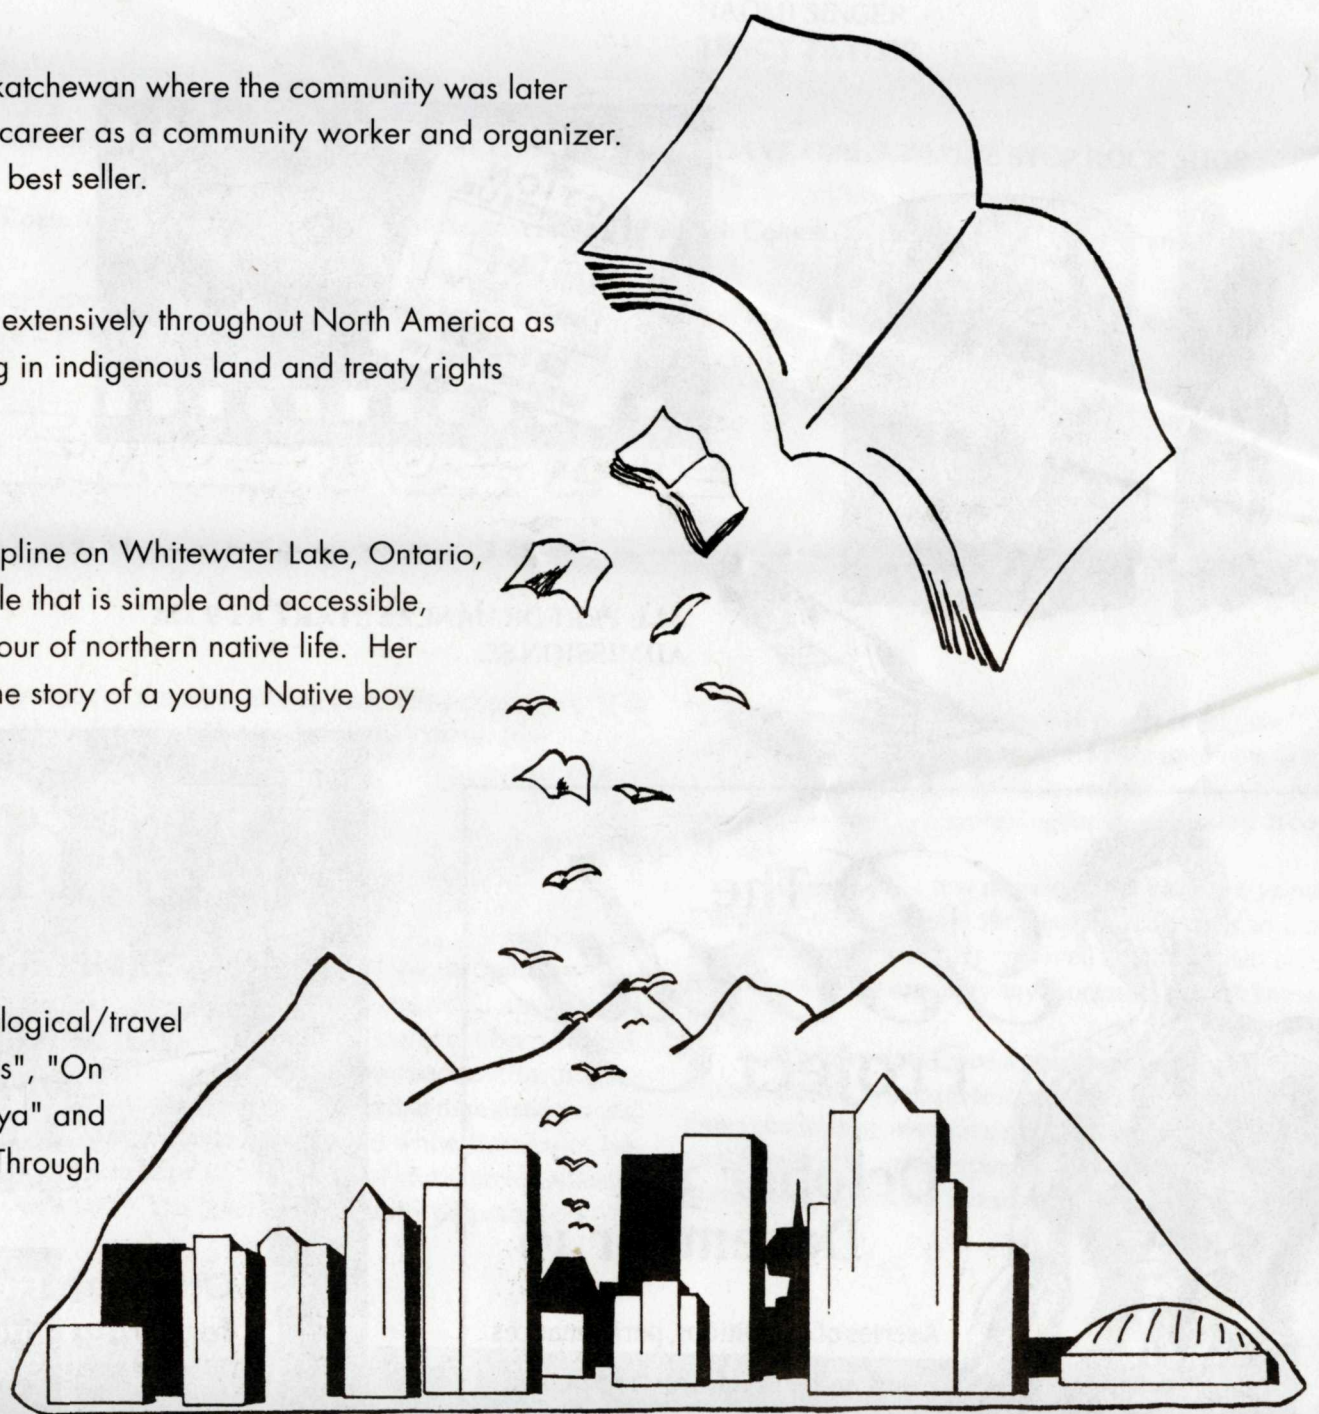 katchewan where the community was later
career as a community worker and organizer.
best seller.
extensively throughout North America as
g in indigenous land and treaty rights
pline on Whitewater Lake, Ontario,
le that is simple and accessible,
our of northern native life. Her
ne story of a young Native boy
logical/travel
s", "On
ya" and
Through